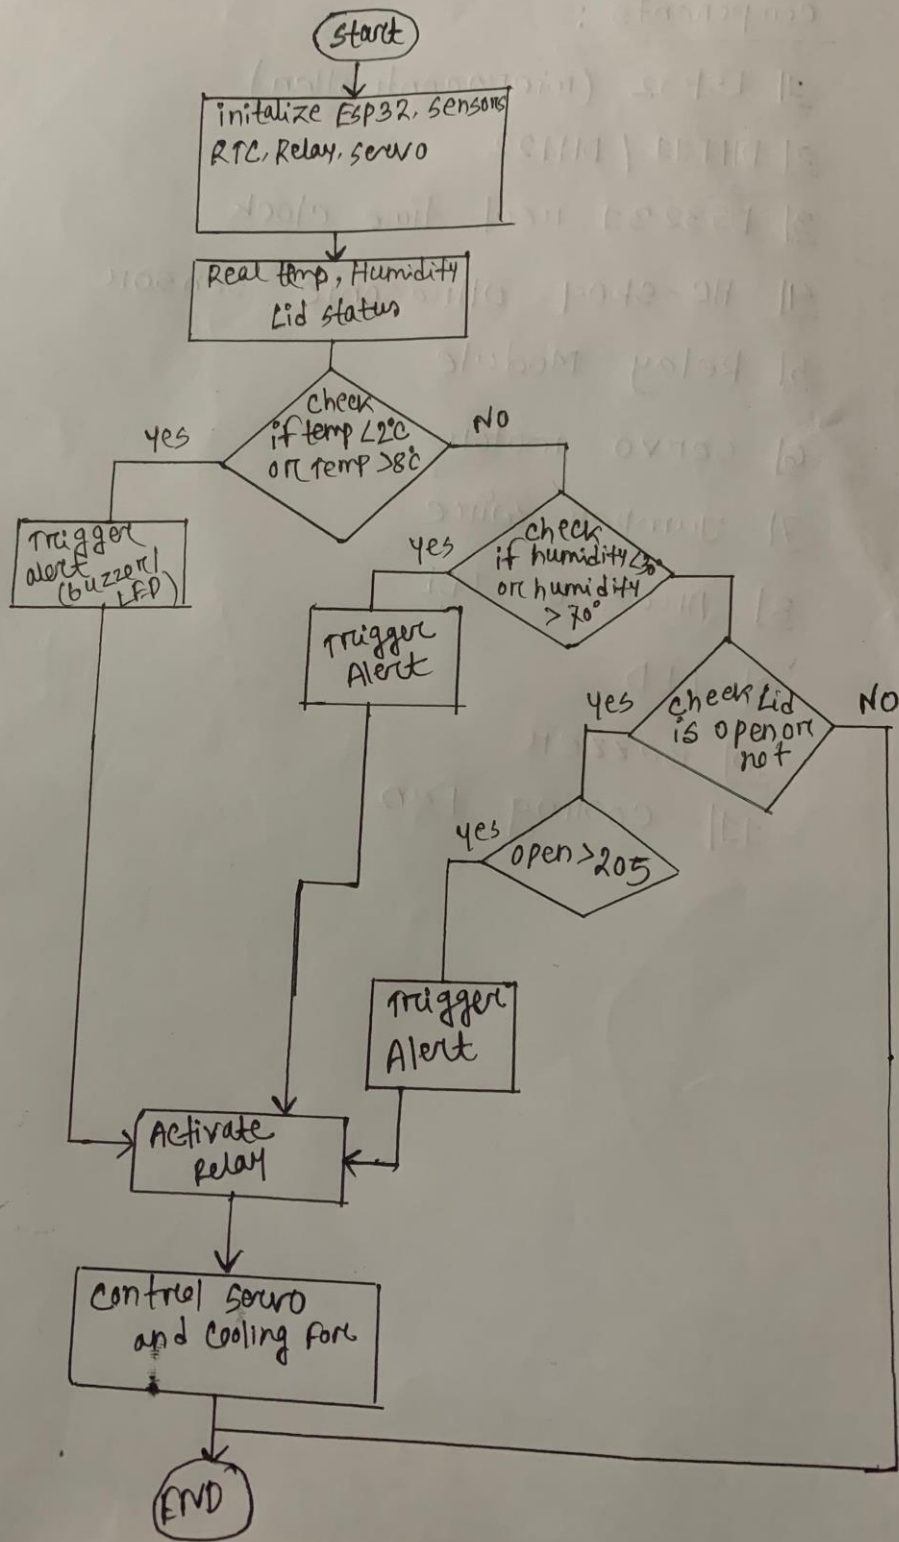 Start
initalize ESP32, sensors
RTC, Relay, servo
Real temp, Humidity
Lid status
check
if temp <2°C
or Temp >8°C
yes
NO
Trigger
alert
(buzzer/
LED)
check
if humidity <30°
or humidity
> 70°
yes
Trigger
Alert
check Lid
is open or
not
yes
NO
open > 205
yes
Trigger
Alert
Activate
Relay
control servo
and cooling
END